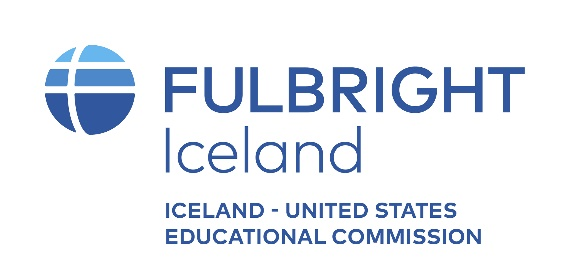 FULBRIGHT
Iceland
ICELAND - UNITED STATES
EDUCATIONAL COMMISSION